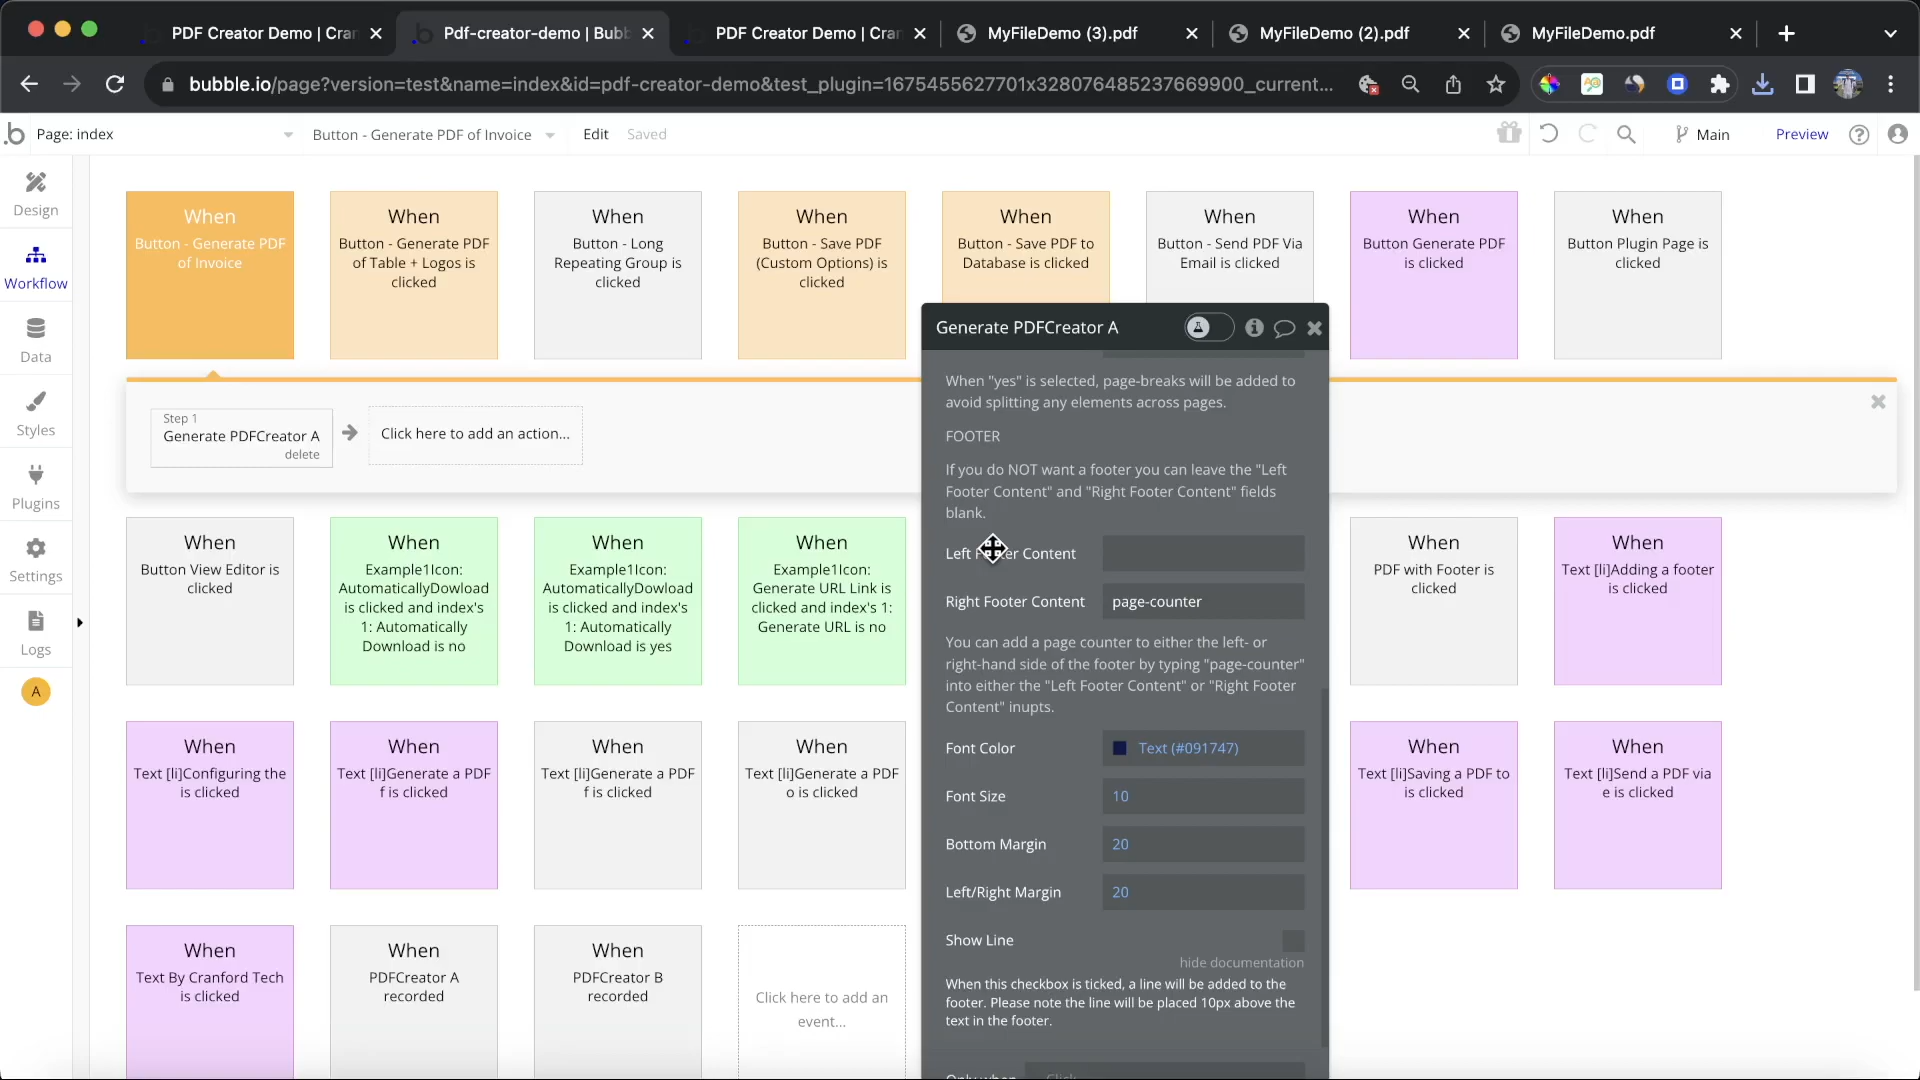 PDF Creator Demo | Cran
Pdf-creator-demo | Bubb
PDF Creator Demo | Cran
MyFileDemo (3).pdf
MyFileDemo (2).pdf
MyFileDemo.pdf
bubble.io/page?version=test&name=index&id=pdf-creator-demo&test_plugin=1675455627701x328076485237669900_current...
Page: index
Button - Generate PDF of Invoice
Edit
Saved
Main
Preview
Design
Workflow
Data
Styles
Plugins
Settings
Logs
A
When
Button - Generate PDF
of Invoice
When
Button - Generate PDF
of Table + Logos is
clicked
When
Button - Long
Repeating Group is
clicked
When
Button - Save PDF
(Custom Options) is
clicked
When
Button - Save PDF to
Database is clicked
When
Button - Send PDF Via
Email is clicked
When
Button Generate PDF
is clicked
When
Button Plugin Page is
clicked
Step 1
Generate PDFCreator A
delete
Click here to add an action...
When
Button View Editor is
clicked
When
Example1Icon:
AutomaticallyDowload
is clicked and index's
1: Automatically
Download is no
When
Example1Icon:
AutomaticallyDowload
is clicked and index's
1: Automatically
Download is yes
When
Example1Icon:
Generate URL Link is
clicked and index's 1:
Generate URL is no
When
PDF with Footer is
clicked
When
Text [li]Adding a footer
is clicked
When
Text [li]Configuring the
is clicked
When
Text [li]Generate a PDF
f is clicked
When
Text [li]Generate a PDF
f is clicked
When
Text [li]Generate a PDF
o is clicked
When
Text [li]Saving a PDF to
is clicked
When
Text [li]Send a PDF via
e is clicked
When
Text By Cranford Tech
is clicked
When
PDFCreator A
recorded
When
PDFCreator B
recorded
Click here to add an
event...
Generate PDFCreator A
When "yes" is selected, page-breaks will be added to
avoid splitting any elements across pages.
FOOTER
If you do NOT want a footer you can leave the "Left
Footer Content" and "Right Footer Content" fields
blank.
Left Footer Content
Right Footer Content
page-counter
You can add a page counter to either the left- or
right-hand side of the footer by typing "page-counter"
into either the "Left Footer Content" or "Right Footer
Content" inupts.
Font Color
Text (#091747)
Font Size
10
Bottom Margin
20
Left/Right Margin
20
Show Line
hide documentation
When this checkbox is ticked, a line will be added to the
footer. Please note the line will be placed 10px above the
text in the footer.
Only when
Click